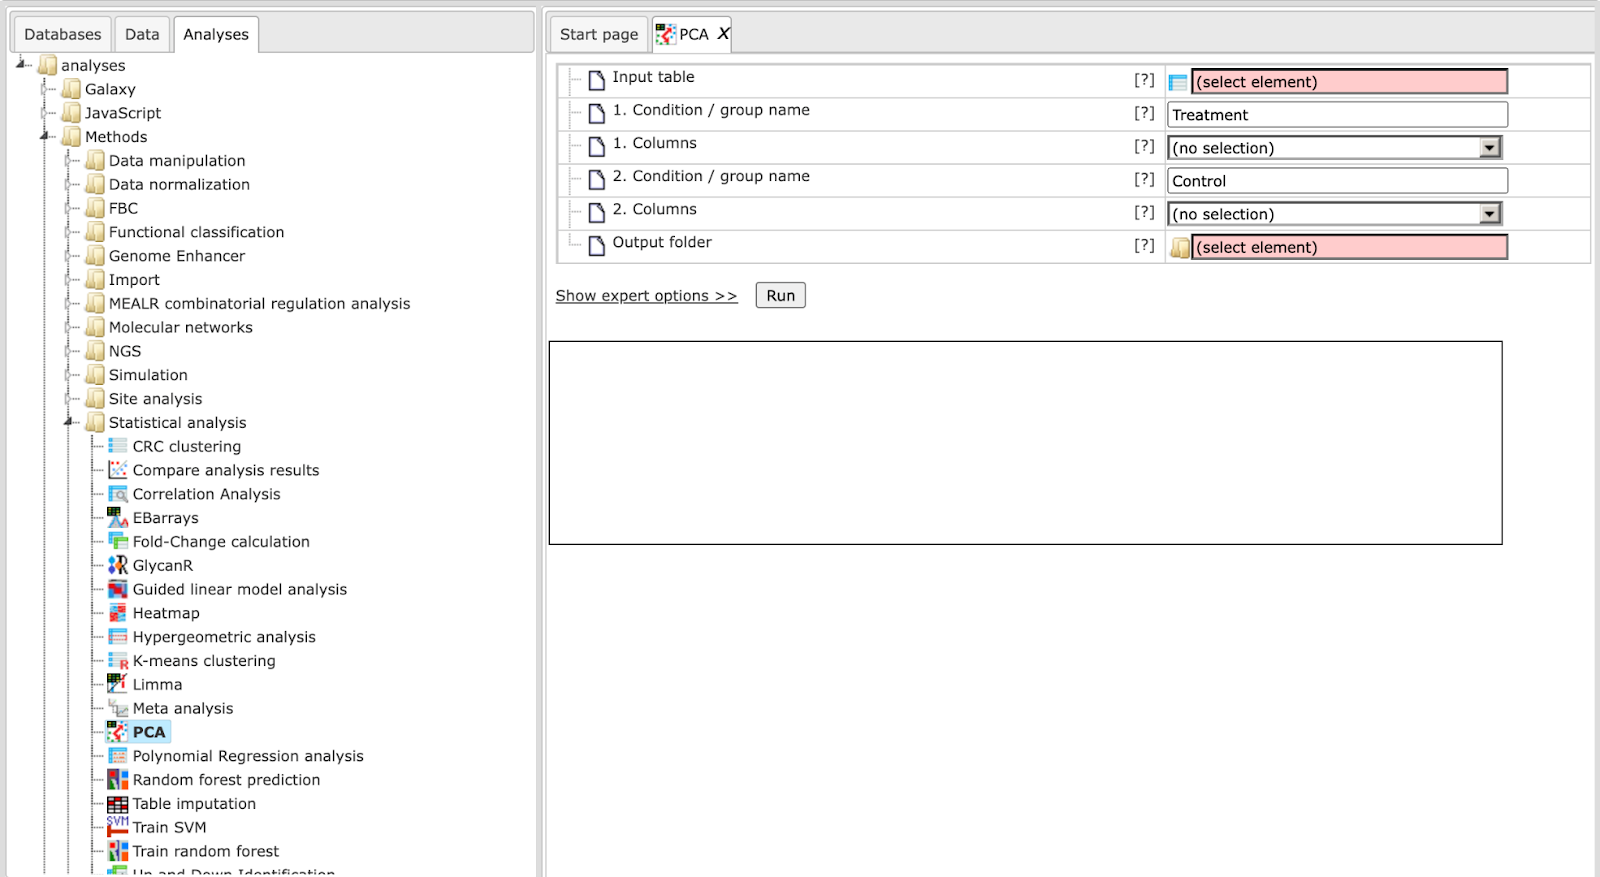 Databases
Data
Analyses
analyses
Galaxy
JavaScript
Methods
Data manipulation
Data normalization
FBC
Functional classification
Genome Enhancer
Import
MEALR combinatorial regulation analysis
Molecular networks
NGS
Simulation
Site analysis
Statistical analysis
CRC clustering
Compare analysis results
Correlation Analysis
EBarrays
Fold-Change calculation
GlycanR
Guided linear model analysis
Heatmap
Hypergeometric analysis
K-means clustering
Limma
Meta analysis
PCA
Polynomial Regression analysis
Random forest prediction
Table imputation
SVM Train SVM
Train random forest
Up and Down Identification
Start page
PCA X
Input table [?] (select element)
1. Condition / group name [?] Treatment
1. Columns [?] (no selection)
2. Condition / group name [?] Control
2. Columns [?] (no selection)
Output folder [?] (select element)
Show expert options >> Run